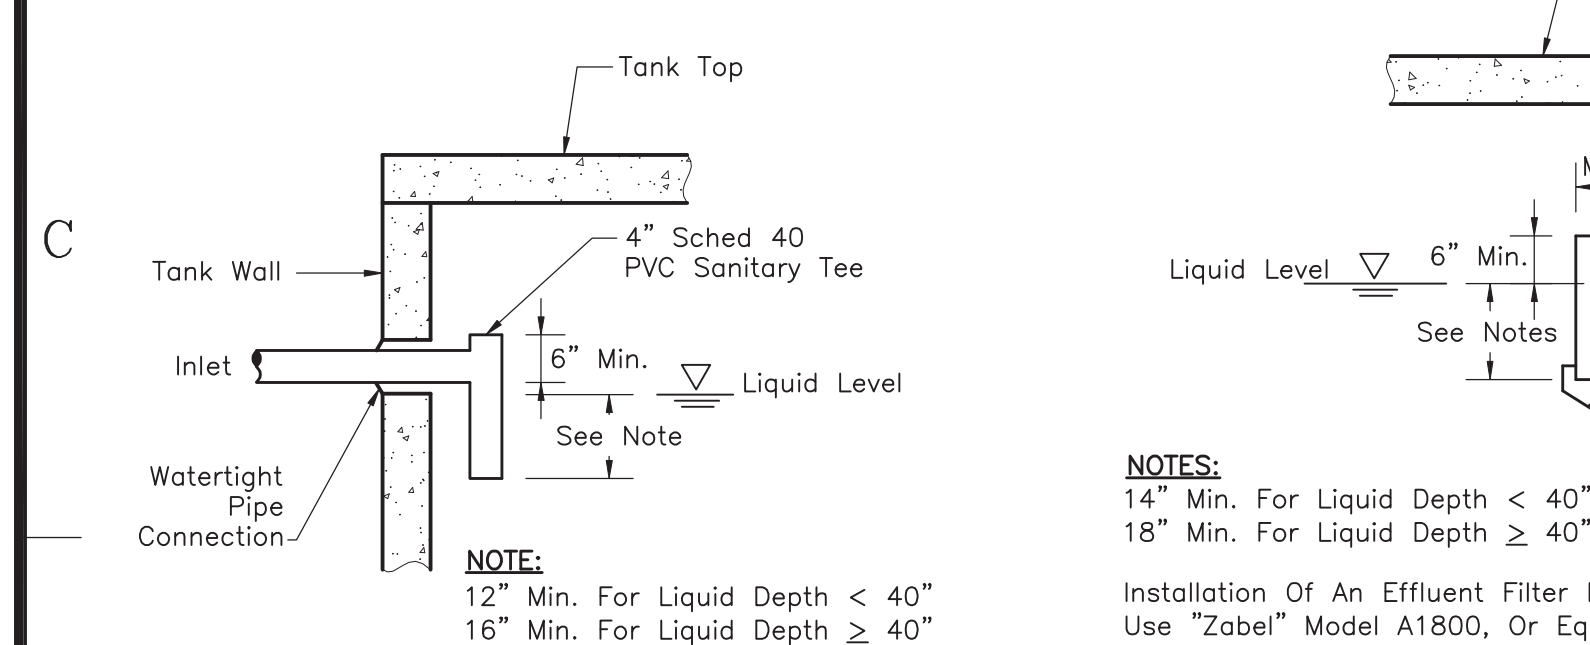 Tank Top
C
4” Sched 40
PVC Sanitary Tee
Tank Wall
Inlet
6” Min.
Liquid Level
See Note
Watertight
Pipe
Connection
NOTE:
12” Min. For Liquid Depth < 40”
16” Min. For Liquid Depth ≥ 40”
Liquid Level
6” Min.
See Notes
NOTES:
14” Min. For Liquid Depth < 40”
18” Min. For Liquid Depth ≥ 40”
Installation Of An Effluent Filter
Use "Zabel" Model A1800, Or Eq